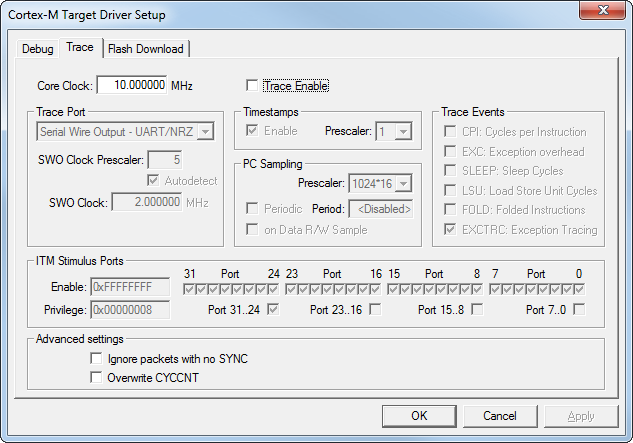 Cortex-M Target Driver Setup
Debug Trace Flash Download
Core Clock: 10.000000 MHz Trace Enable
Trace Port
Serial Wire Output - UART/NRZ
SWO Clock Prescaler: 5
Autodetect
SWO Clock: 2.000000 MHz
Timestamps
Enable Prescaler: 1
PC Sampling
Prescaler: 1024*16
Periodic Period: <Disabled>
on Data R/W Sample
Trace Events
CPI: Cycles per Instruction
EXC: Exception overhead
SLEEP: Sleep Cycles
LSU: Load Store Unit Cycles
FOLD: Folded Instructions
EXCTRC: Exception Tracing
ITM Stimulus Ports
31 Port 24 23 Port 16 15 Port 8 7 Port 0
Enable: 0xFFFFFFFF
Privilege: 0x00000008 Port 31..24 Port 23..16 Port 15..8 Port 7..0
Advanced settings
Ignore packets with no SYNC
Overwrite CYCCNT
OK Cancel Apply